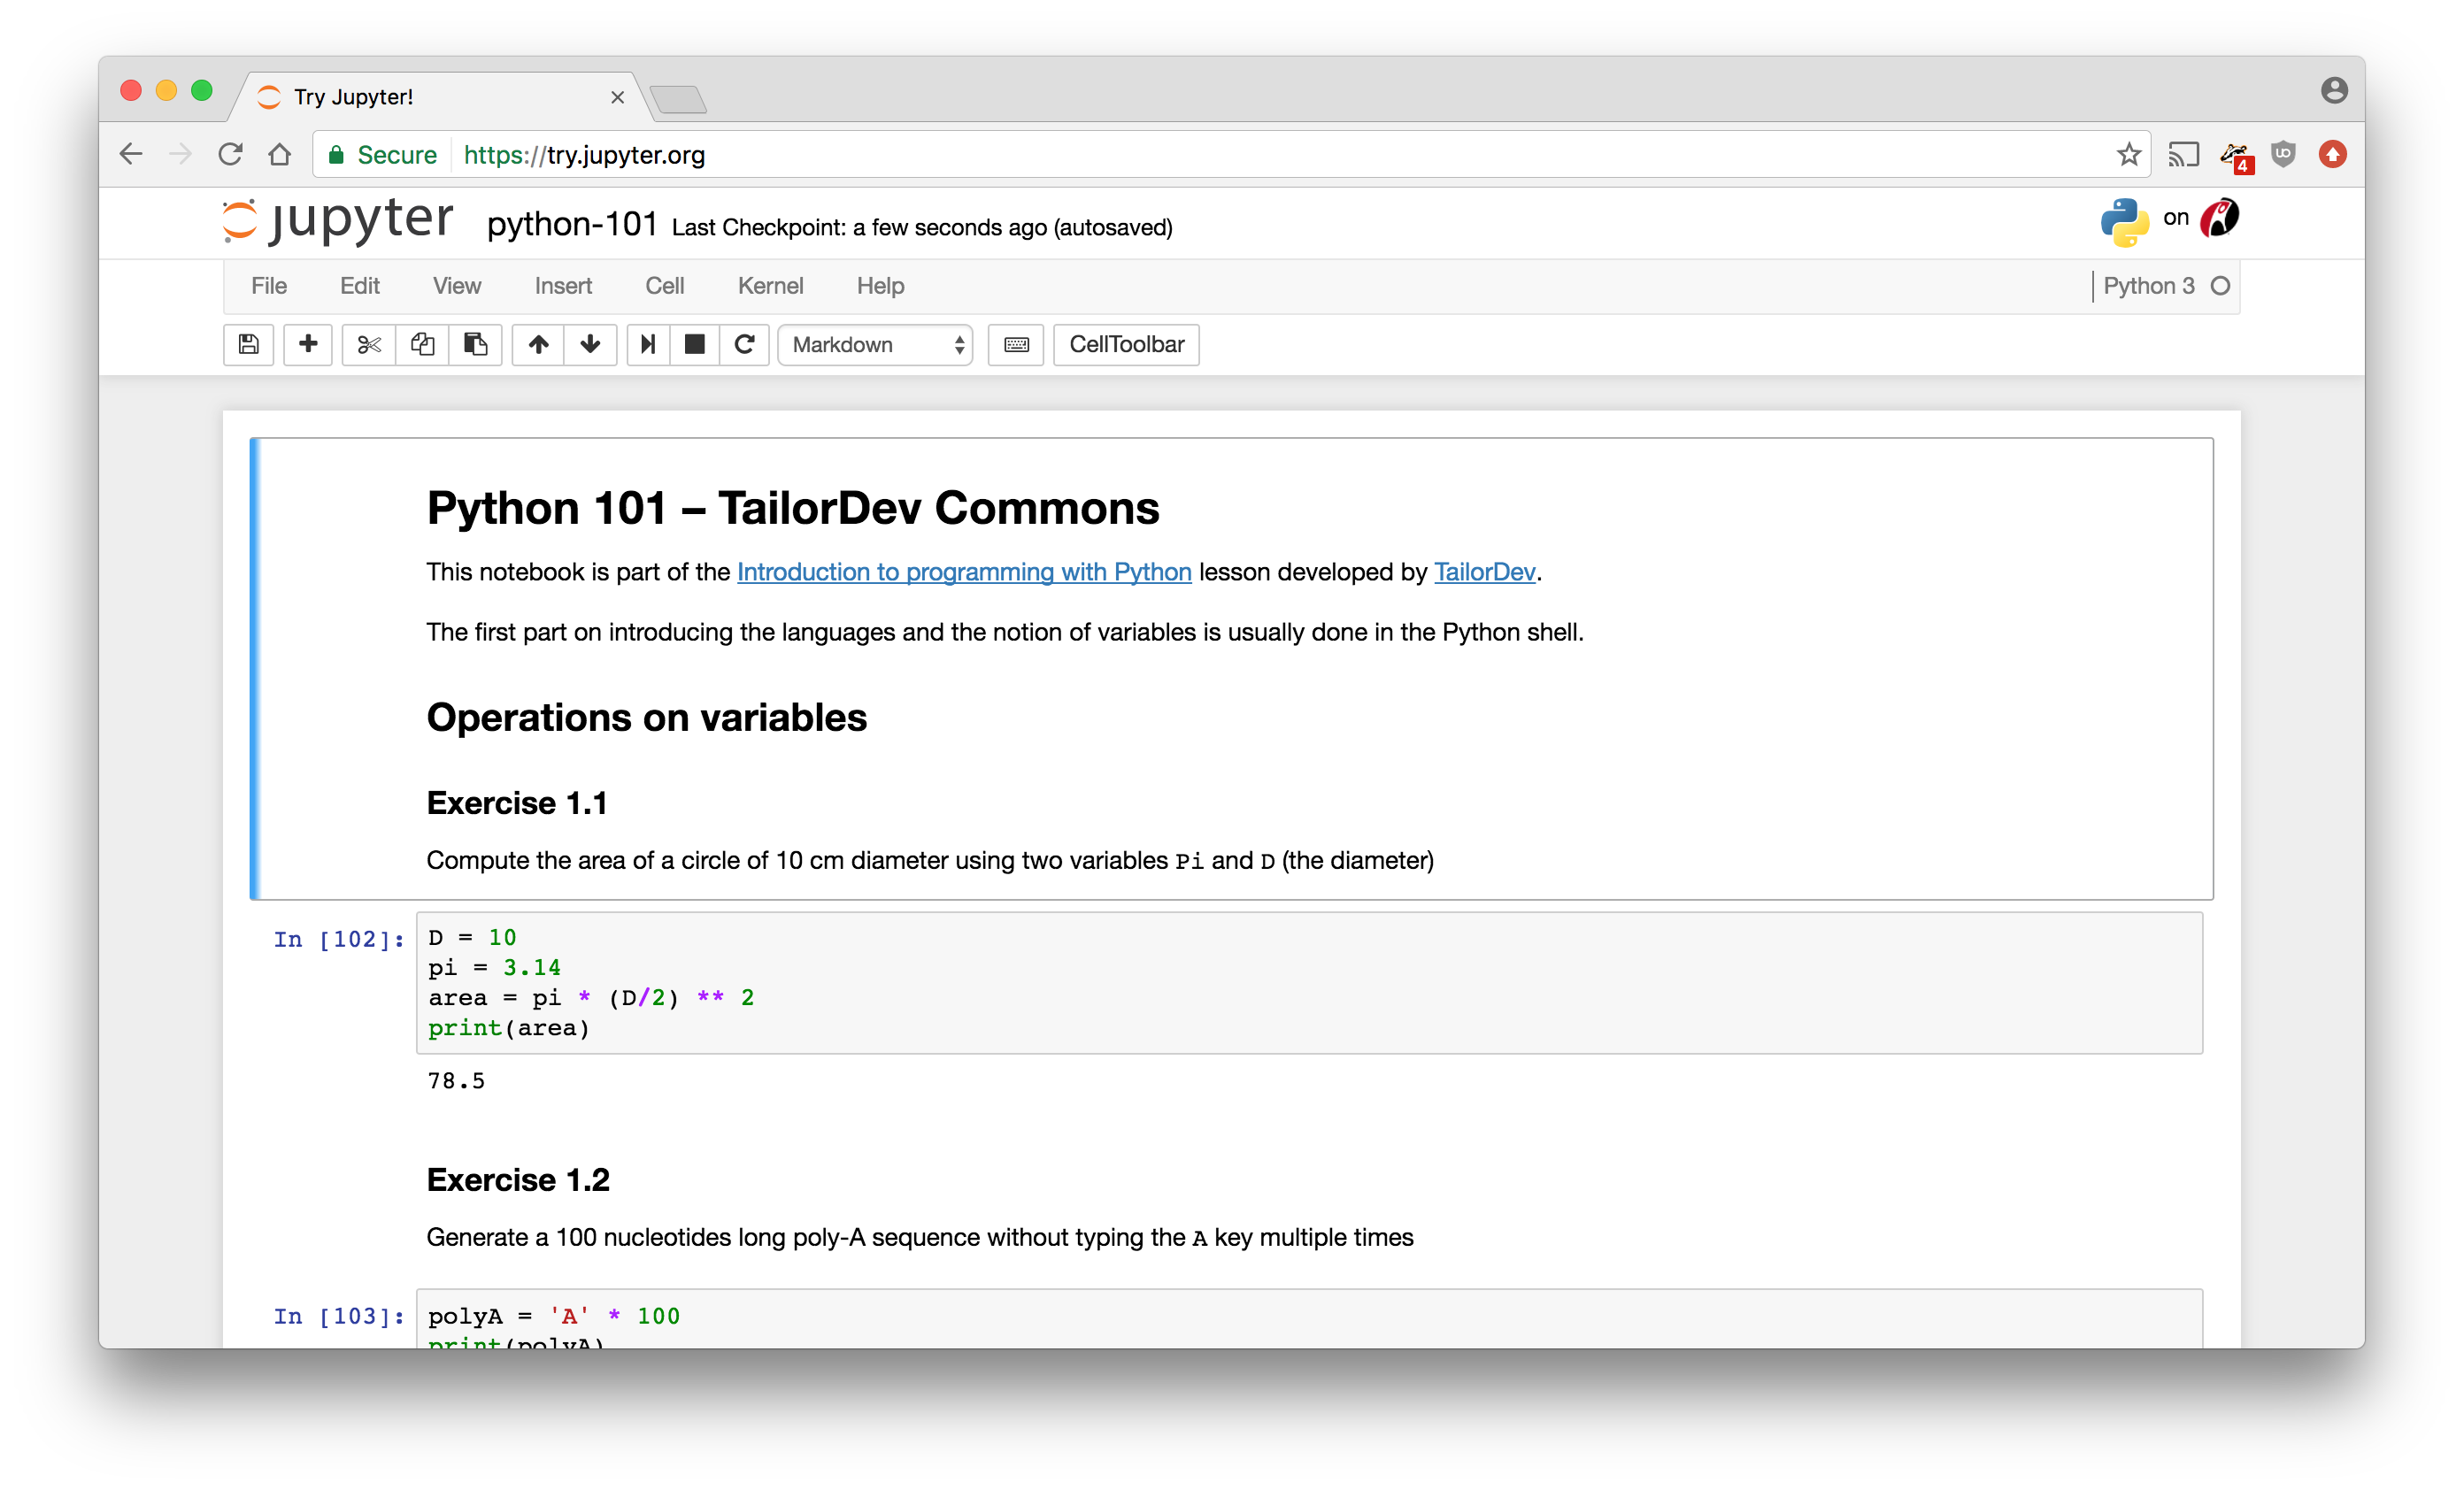 Try Jupyter!
Secure https://try.jupyter.org
4
jupyter python-101 Last Checkpoint: a few seconds ago (autosaved) on
File Edit View Insert Cell Kernel Help Python 3
Markdown CellToolbar
Python 101 – TailorDev Commons
This notebook is part of the Introduction to programming with Python lesson developed by TailorDev.
The first part on introducing the languages and the notion of variables is usually done in the Python shell.
Operations on variables
Exercise 1.1
Compute the area of a circle of 10 cm diameter using two variables Pi and D (the diameter)
In [102]: D = 10
pi = 3.14
area = pi * (D/2) ** 2
print(area)
78.5
Exercise 1.2
Generate a 100 nucleotides long poly-A sequence without typing the A key multiple times
In [103]: polyA = 'A' * 100
print(polyA)